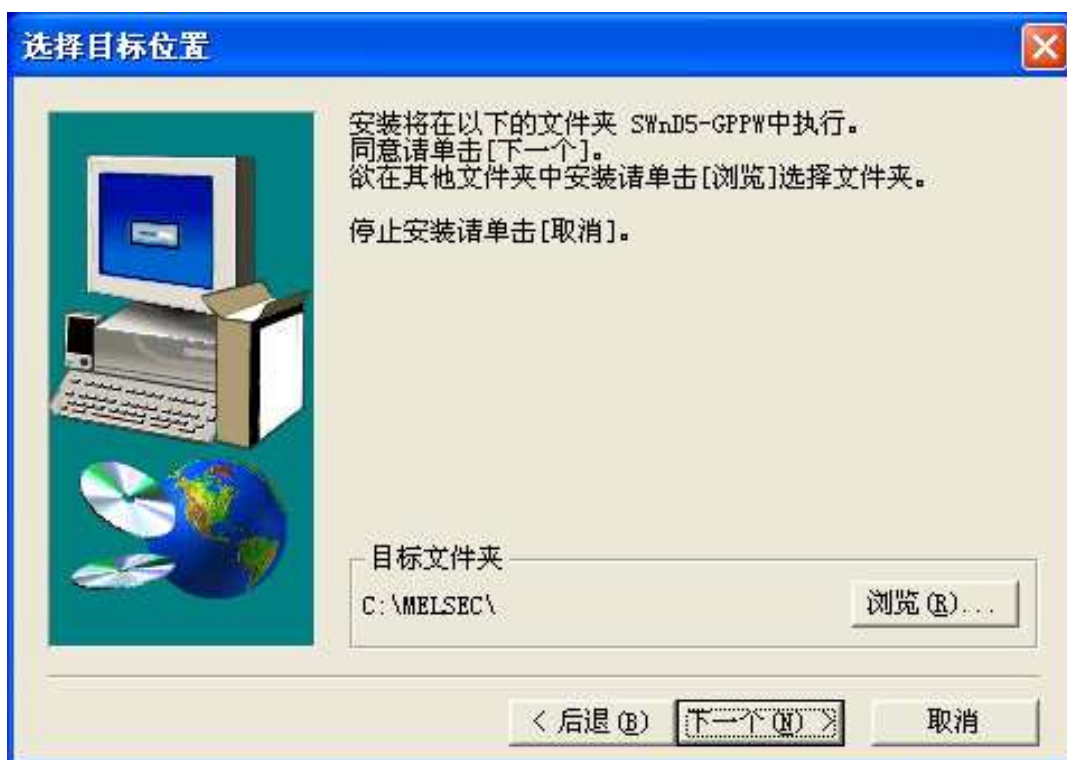 选择目标位置
安装将在以下的文件夹 SWnD5-GPPW中执行。
同意请单击[下一个]。
欲在其他文件夹中安装请单击[浏览]选择文件夹。
停止安装请单击[取消]。
目标文件夹
C:\MELSEC\
浏览(R)...
< 后退(B)
下一个(N) >
取消